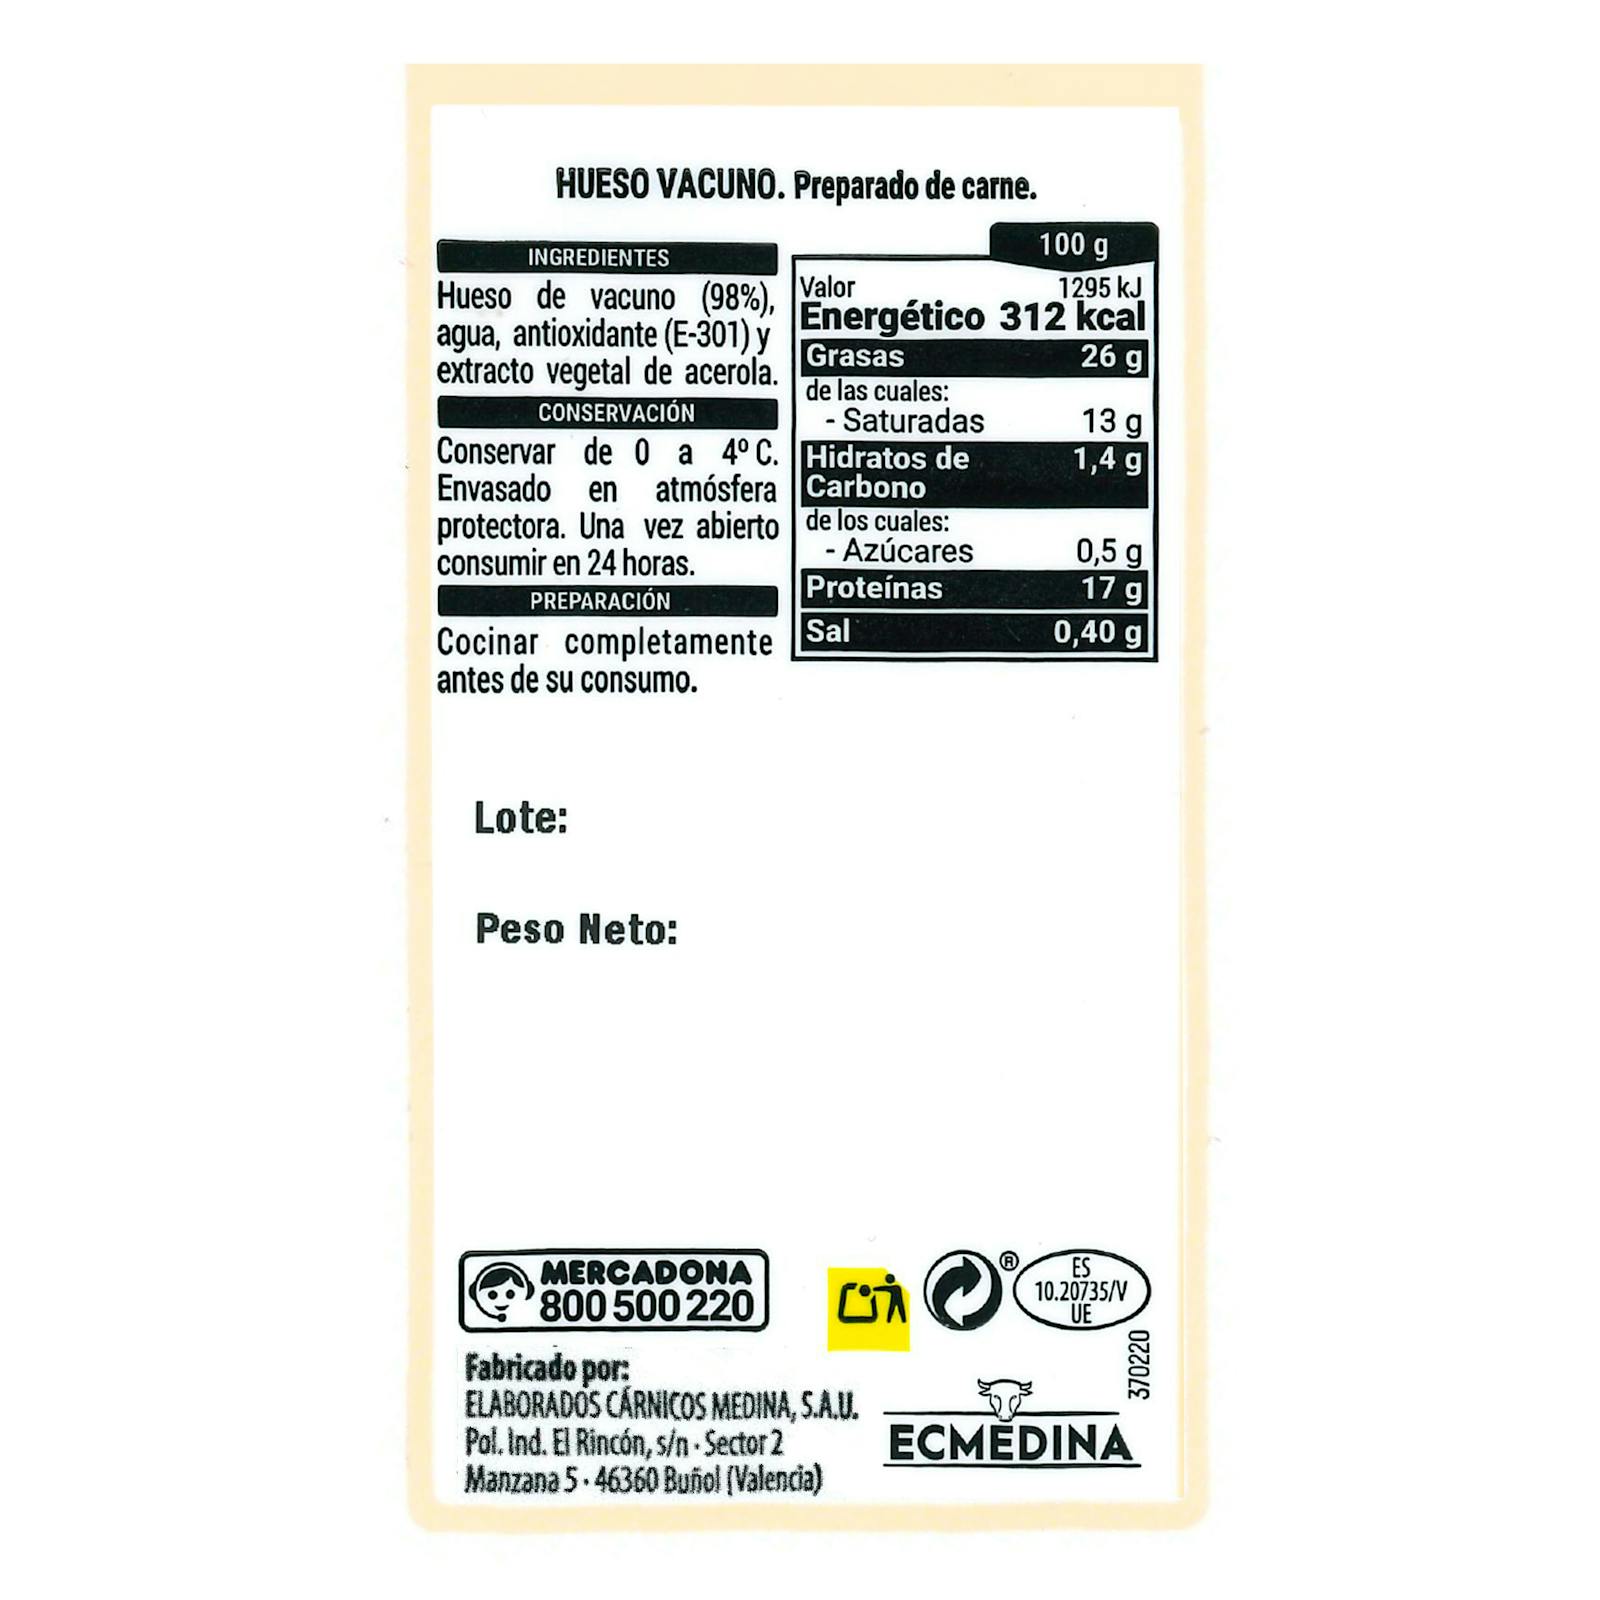 HUESO VACUNO. Preparado de carne.
INGREDIENTES
Hueso de vacuno (98%),
agua, antioxidante (E-301) y
extracto vegetal de acerola.
CONSERVACIÓN
Conservar de 0 a 4º C.
Envasado en atmósfera
protectora. Una vez abierto
consumir en 24 horas.
PREPARACIÓN
Cocinar completamente
antes de su consumo.
100 g
Valor 1295 kJ
Energético 312 kcal
Grasas 26 g
de las cuales:
- Saturadas 13 g
Hidratos de 1,4 g
Carbono
de los cuales:
- Azúcares 0,5 g
Proteínas 17 g
Sal 0,40 g
Lote:
Peso Neto:
MERCADONA
800 500 220
®
ES
10.20735/V
UE
370220
Fabricado por:
ELABORADOS CÁRNICOS MEDINA, S.A.U.
Pol. Ind. El Rincón, s/n · Sector 2
Manzana 5 · 46360 Buñol (Valencia)
ECMEDINA